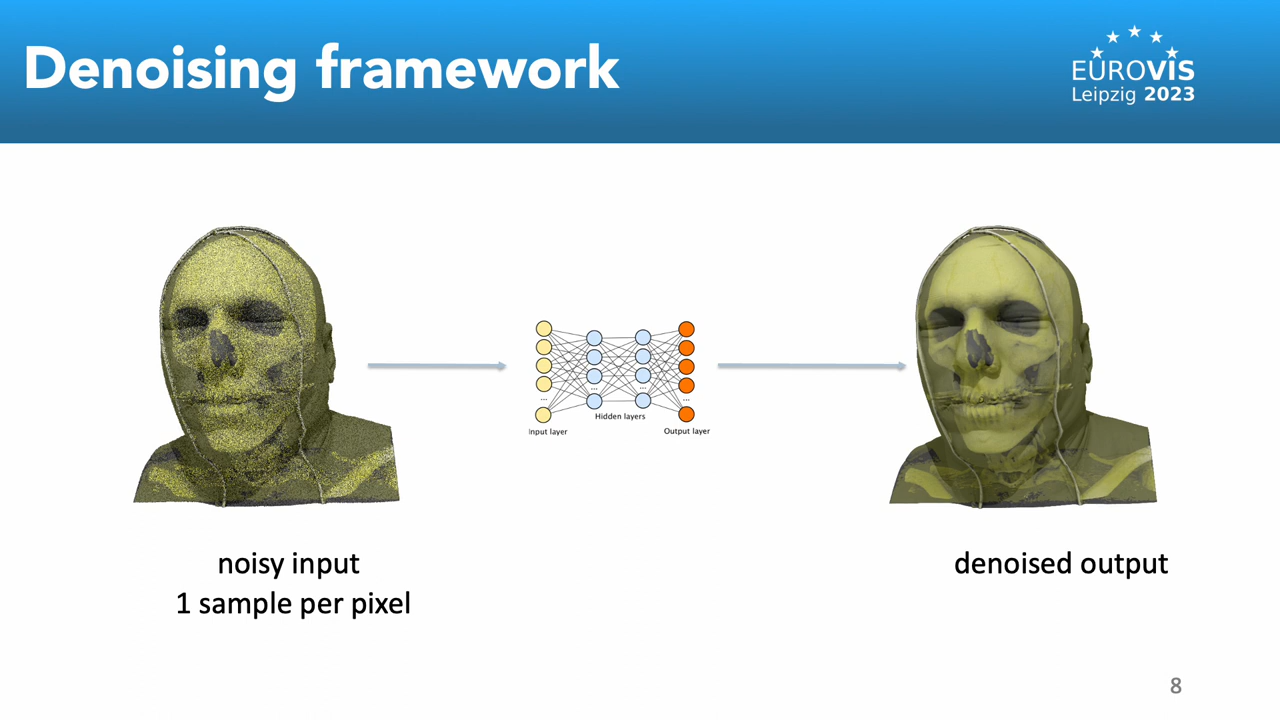 Denoising framework
EUROVIS
Leipzig 2023
...
...
...
...
Hidden layers
Input layer
Output layer
noisy input
1 sample per pixel
denoised output
8